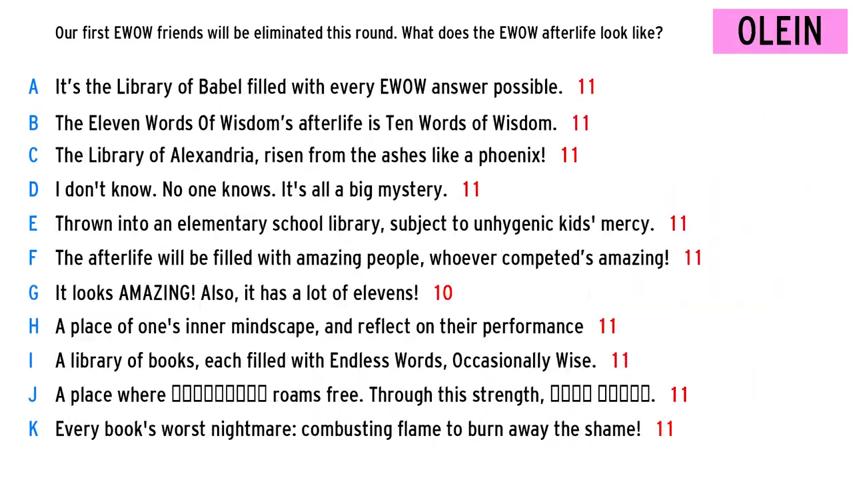 Our first EWOW friends will be eliminated this round. What does the EWOW afterlife look like?
OLEIN
A It’s the Library of Babel filled with every EWOW answer possible. 11
B The Eleven Words Of Wisdom’s afterlife is Ten Words of Wisdom. 11
C The Library of Alexandria, risen from the ashes like a phoenix! 11
D I don't know. No one knows. It's all a big mystery. 11
E Thrown into an elementary school library, subject to unhygenic kids' mercy. 11
F The afterlife will be filled with amazing people, whoever competed’s amazing! 11
G It looks AMAZING! Also, it has a lot of elevens! 10
H A place of one's inner mindscape, and reflect on their performance 11
I A library of books, each filled with Endless Words, Occasionally Wise. 11
J A place where ▯▯▯▯▯▯▯▯▯ roams free. Through this strength, ▯▯▯▯ ▯▯▯▯▯. 11
K Every book's worst nightmare: combusting flame to burn away the shame! 11